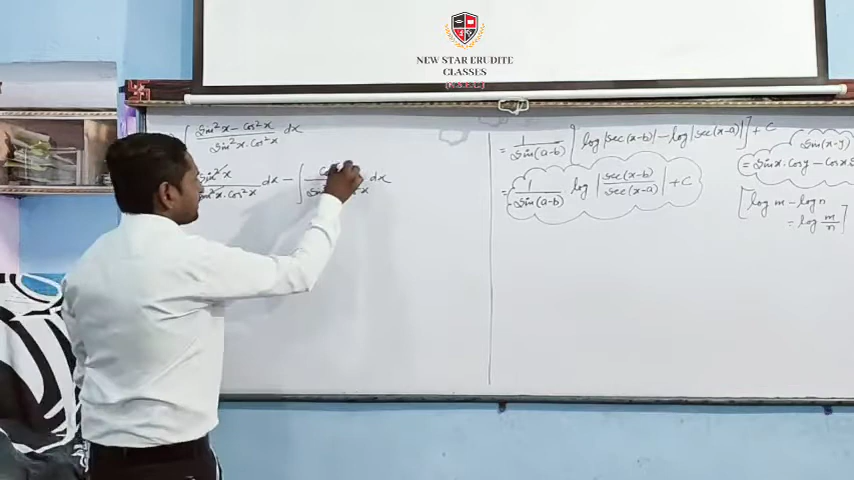 NEW STAR ERUDITE
CLASSES
(N.S.E.C)
∫ Sin²x - Cos²x / Sin²x . Cos²x dx
Sin²x / Sin²x . Cos²x dx - ∫ dx
= 1/Sin(a-b) [log|sec(x-b)| - log|sec(x-a)|] + C
= 1/Sin(a-b) log |sec(x-b)/sec(x-a)| + C
Sin(x-y)
= Sinx.Cosy - Cosx
[log m - log n
= log m/n]